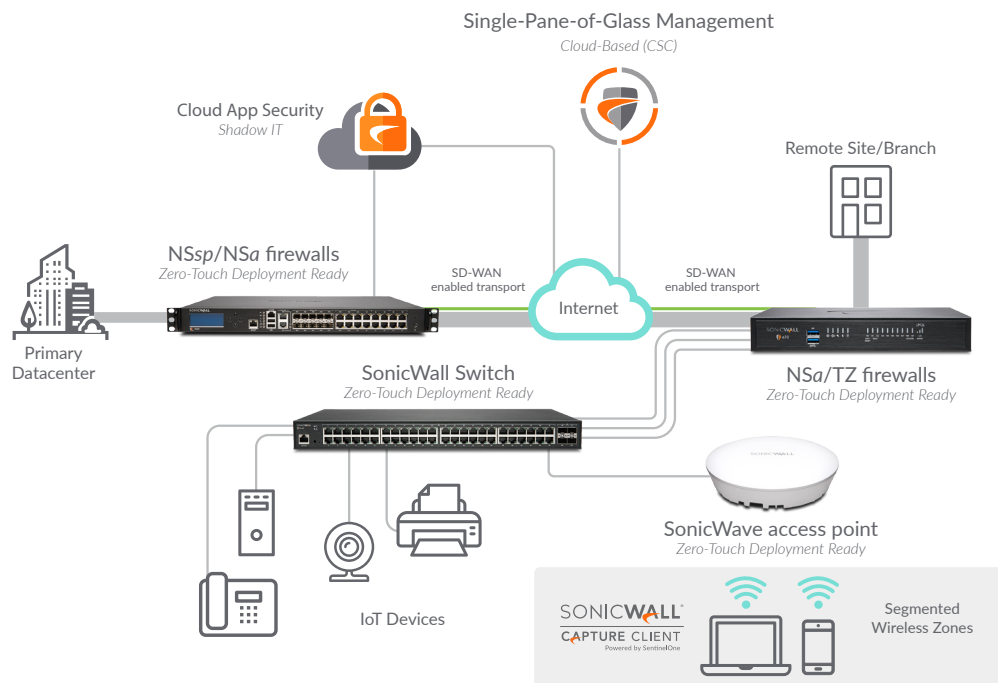 Single-Pane-of-Glass Management
Cloud-Based (CSC)
Cloud App Security
Shadow IT
Remote Site/Branch
NSsp/NSa firewalls
Zero-Touch Deployment Ready
SD-WAN
enabled transport
SD-WAN
enabled transport
Internet
SONICWALL
SONICWALL
Primary
Datacenter
SonicWall Switch
Zero-Touch Deployment Ready
NSa/TZ firewalls
Zero-Touch Deployment Ready
SONICWALL
SonicWave access point
Zero-Touch Deployment Ready
IoT Devices
SONICWALL
CAPTURE CLIENT
Powered by SentinelOne
Segmented
Wireless Zones